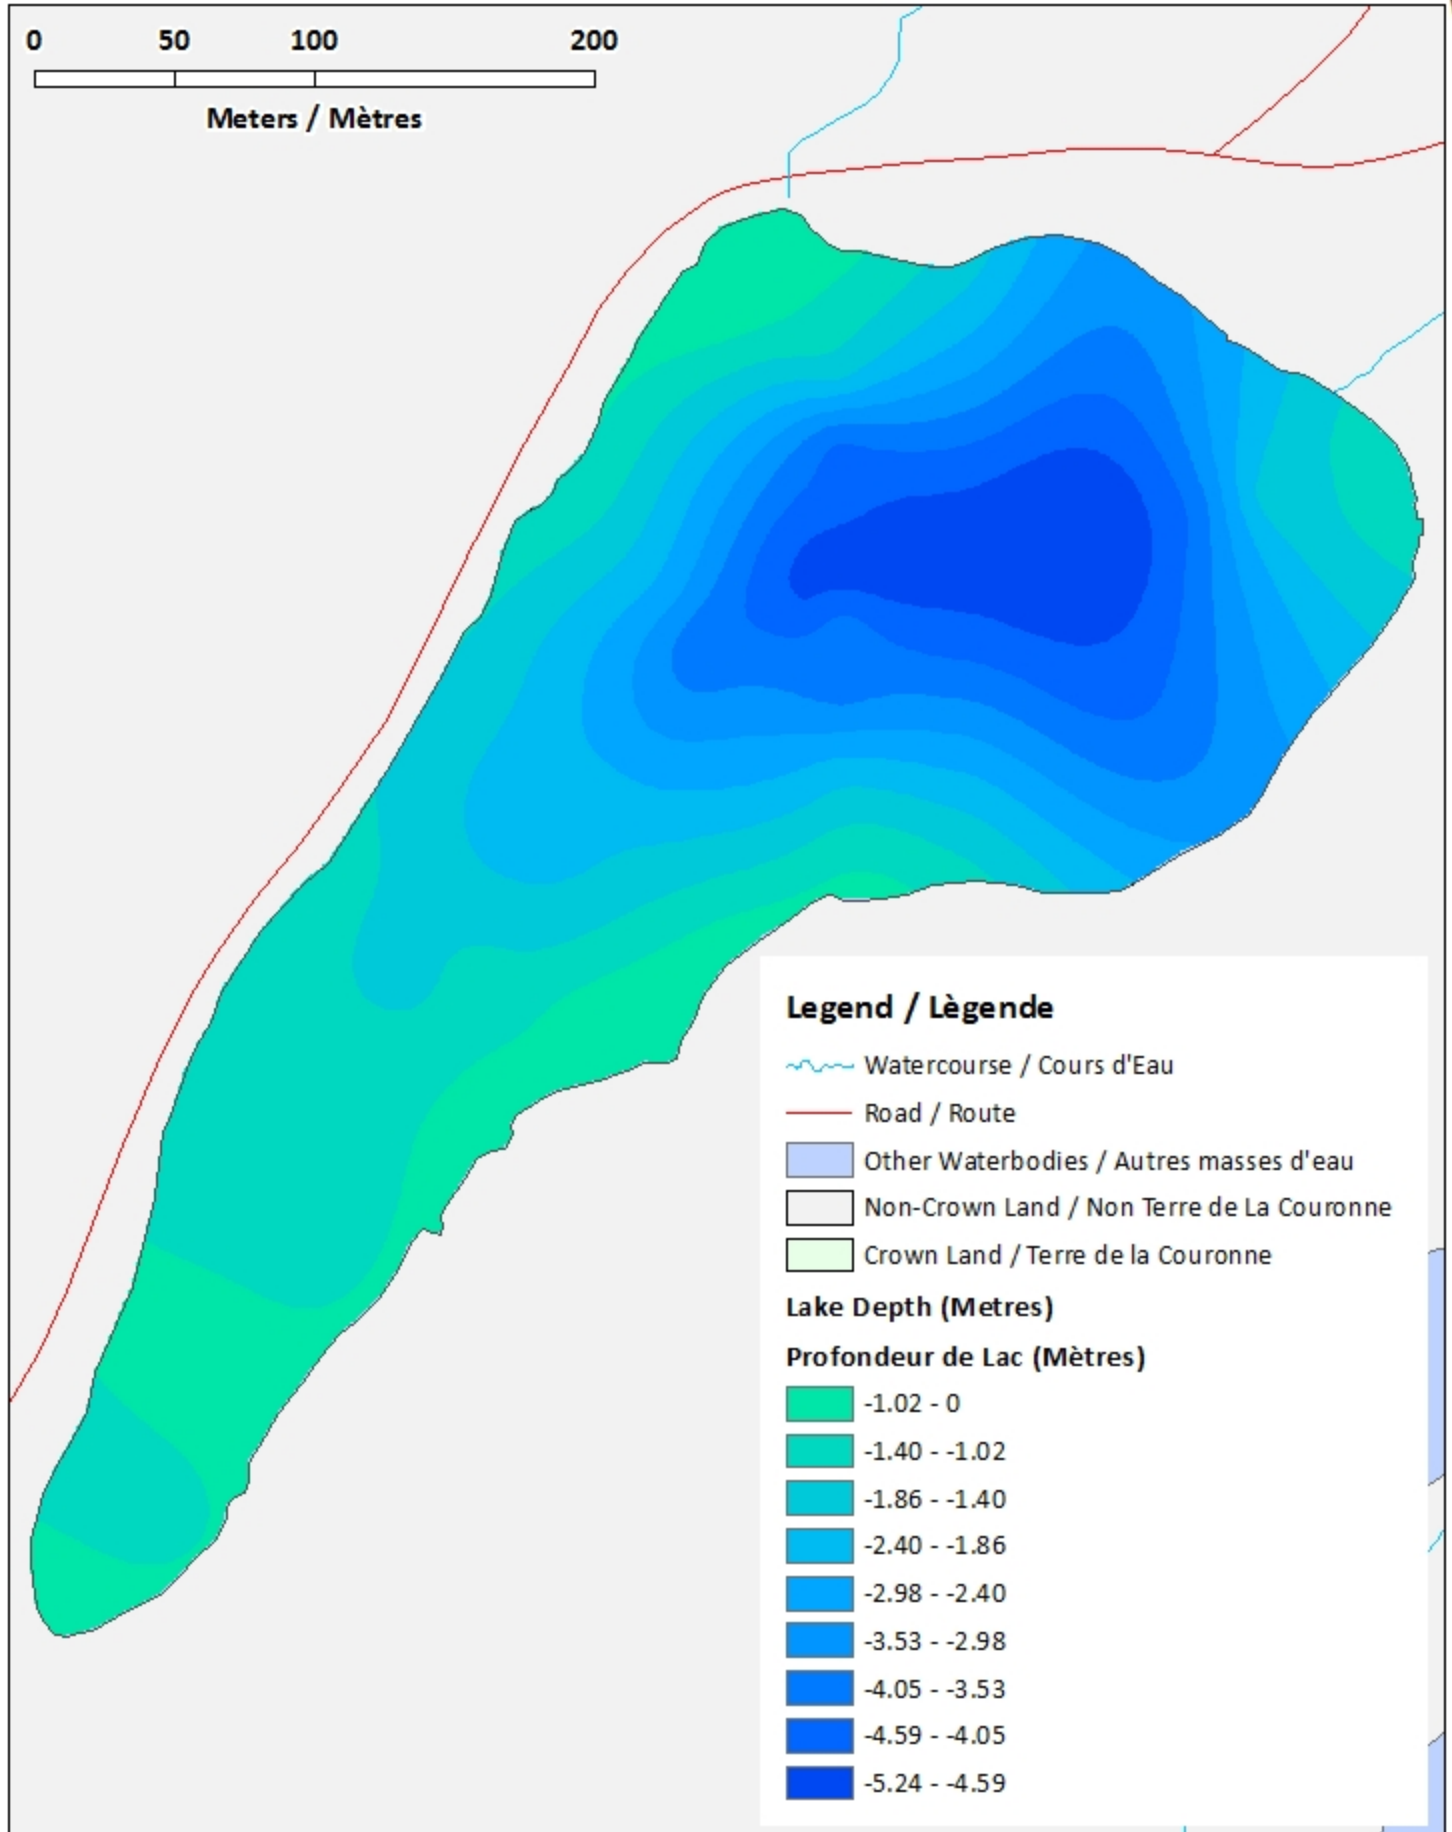 0 50 100 200
Meters / Mètres
Legend / Lègende
Watercourse / Cours d'Eau
Road / Route
Other Waterbodies / Autres masses d'eau
Non-Crown Land / Non Terre de La Couronne
Crown Land / Terre de la Couronne
Lake Depth (Metres)
Profondeur de Lac (Mètres)
-1.02 - 0
-1.40 - -1.02
-1.86 - -1.40
-2.40 - -1.86
-2.98 - -2.40
-3.53 - -2.98
-4.05 - -3.53
-4.59 - -4.05
-5.24 - -4.59